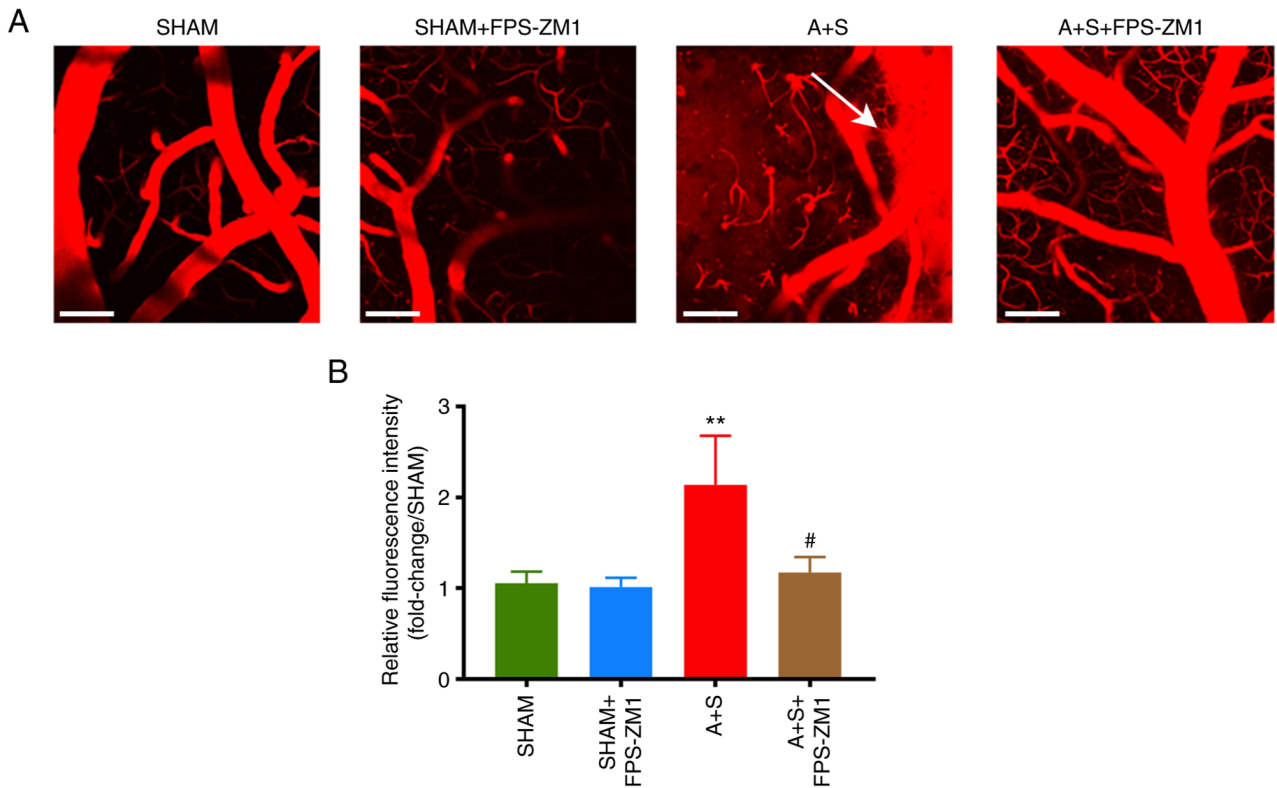 A
SHAM
SHAM+FPS-ZM1
A+S
A+S+FPS-ZM1
B
Relative fluorescence intensity
(fold-change/SHAM)
3
2
1
0
**
#
SHAM
SHAM+
FPS-ZM1
A+S
A+S+
FPS-ZM1